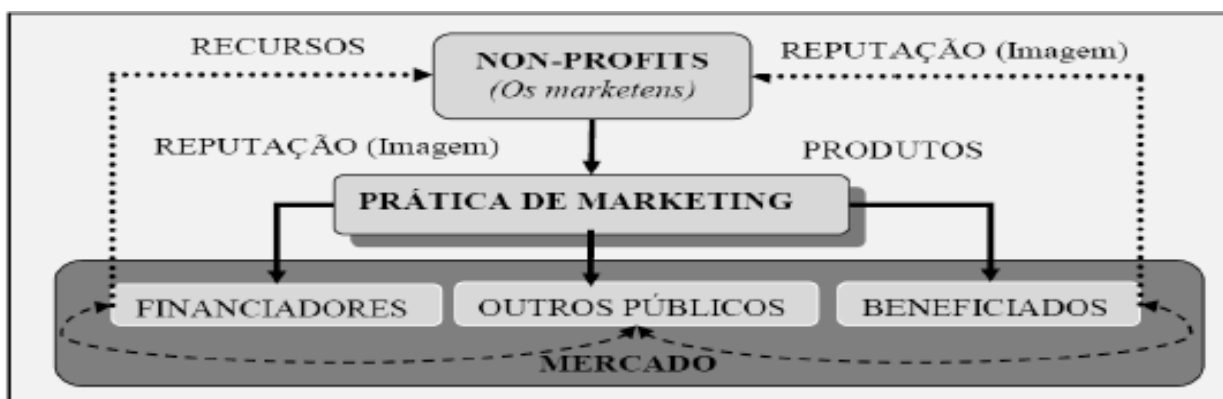 RECURSOS
NON-PROFITS
(Os marketens)
REPUTAÇÃO (Imagem)
REPUTAÇÃO (Imagem)
PRODUTOS
PRÁTICA DE MARKETING
FINANCIADORES
OUTROS PÚBLICOS
BENEFICIADOS
MERCADO